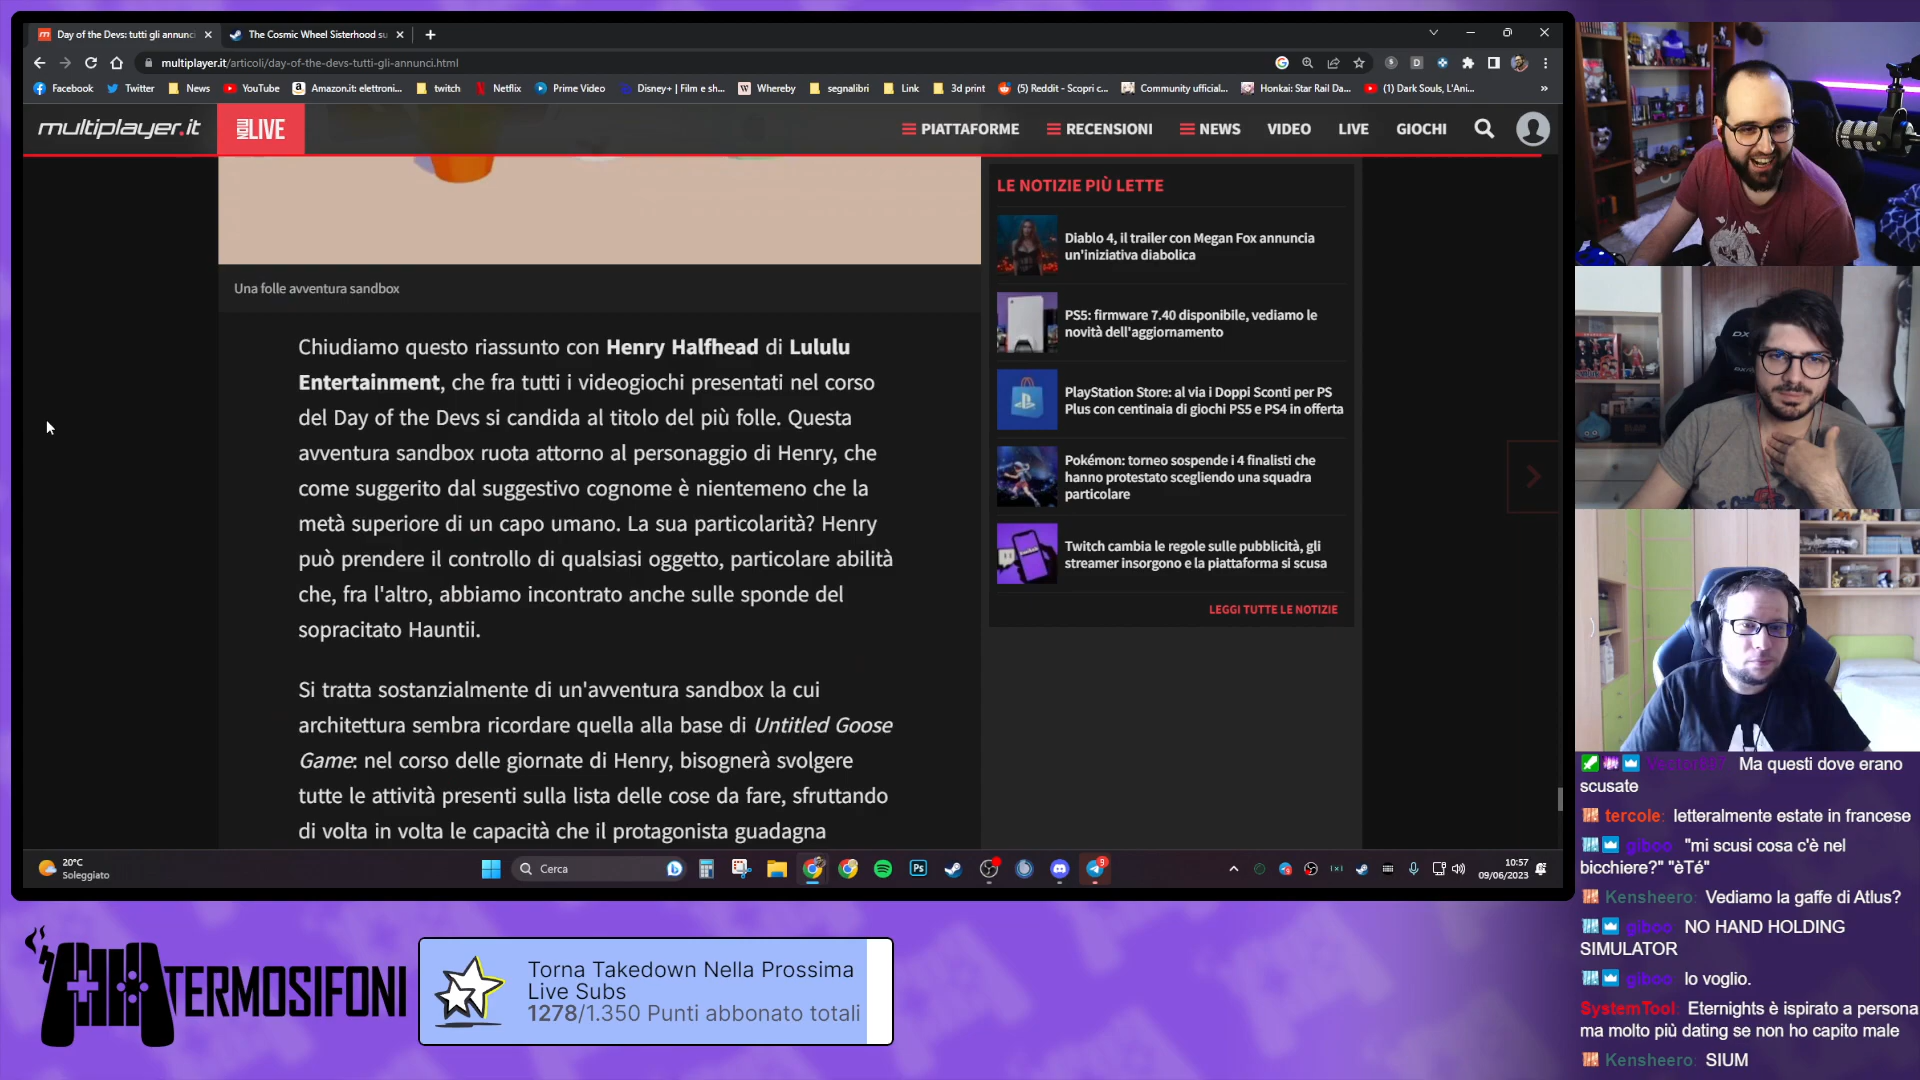 Day of the Devs: tutti gli annunci
The Cosmic Wheel Sisterhood su
multiplayer.it/articoli/day-of-the-devs-tutti-gli-annunci.html
Facebook
Twitter
News
YouTube
Amazon.it: elettroni...
twitch
Netflix
Prime Video
Disney+ | Film e sh...
Whereby
segnalibri
Link
3d print
(5) Reddit - Scopri c...
Community ufficial...
Honkai: Star Rail Da...
(1) Dark Souls, L'Ani...
multiplayer.it
NOW LIVE
PIATTAFORME
RECENSIONI
NEWS
VIDEO
LIVE
GIOCHI
Una folle avventura sandbox
Chiudiamo questo riassunto con Henry Halfhead di Lululu
Entertainment, che fra tutti i videogiochi presentati nel corso
del Day of the Devs si candida al titolo del più folle. Questa
avventura sandbox ruota attorno al personaggio di Henry, che
come suggerito dal suggestivo cognome è nientemeno che la
metà superiore di un capo umano. La sua particolarità? Henry
può prendere il controllo di qualsiasi oggetto, particolare abilità
che, fra l'altro, abbiamo incontrato anche sulle sponde del
sopracitato Hauntii.
Si tratta sostanzialmente di un'avventura sandbox la cui
architettura sembra ricordare quella alla base di Untitled Goose
Game: nel corso delle giornate di Henry, bisognerà svolgere
tutte le attività presenti sulla lista delle cose da fare, sfruttando
di volta in volta le capacità che il protagonista guadagna
LE NOTIZIE PIÙ LETTE
Diablo 4, il trailer con Megan Fox annuncia
un'iniziativa diabolica
PS5: firmware 7.40 disponibile, vediamo le
novità dell'aggiornamento
PlayStation Store: al via i Doppi Sconti per PS
Plus con centinaia di giochi PS5 e PS4 in offerta
Pokémon: torneo sospende i 4 finalisti che
hanno protestato scegliendo una squadra
particolare
Twitch cambia le regole sulle pubblicità, gli
streamer insorgono e la piattaforma si scusa
LEGGI TUTTE LE NOTIZIE
20°C
Soleggiato
Cerca
Ps
9
10:57
09/06/2023
TERMOSIFONI
Torna Takedown Nella Prossima
Live Subs
1278/1.350 Punti abbonato totali
Ma questi dove erano
scusate
tercole: letteralmente estate in francese
giboo: "mi scusi cosa c'è nel
bicchiere?" "èTé"
Kensheero: Vediamo la gaffe di Atlus?
giboo: NO HAND HOLDING
SIMULATOR
giboo: lo voglio.
SystemTool: Eternights è ispirato a persona
ma molto più dating se non ho capito male
Kensheero: SIUM